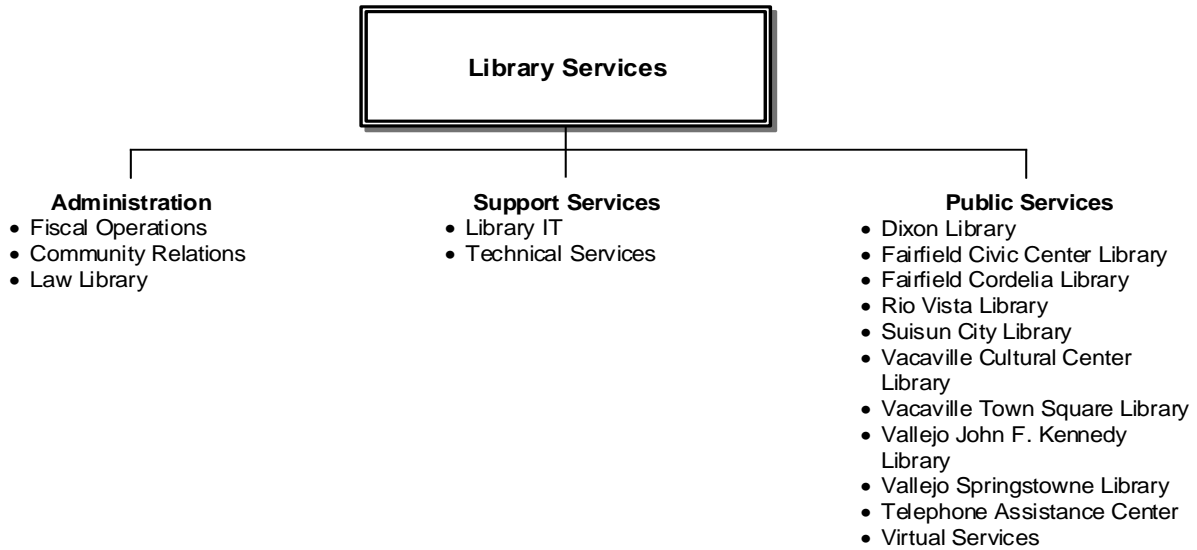 Library Services
Administration
• Fiscal Operations
• Community Relations
• Law Library
Support Services
• Library IT
• Technical Services
Public Services
• Dixon Library
• Fairfield Civic Center Library
• Fairfield Cordelia Library
• Rio Vista Library
• Suisun City Library
• Vacaville Cultural Center
Library
• Vacaville Town Square Library
• Vallejo John F. Kennedy
Library
• Vallejo Springstowne Library
• Telephone Assistance Center
• Virtual Services